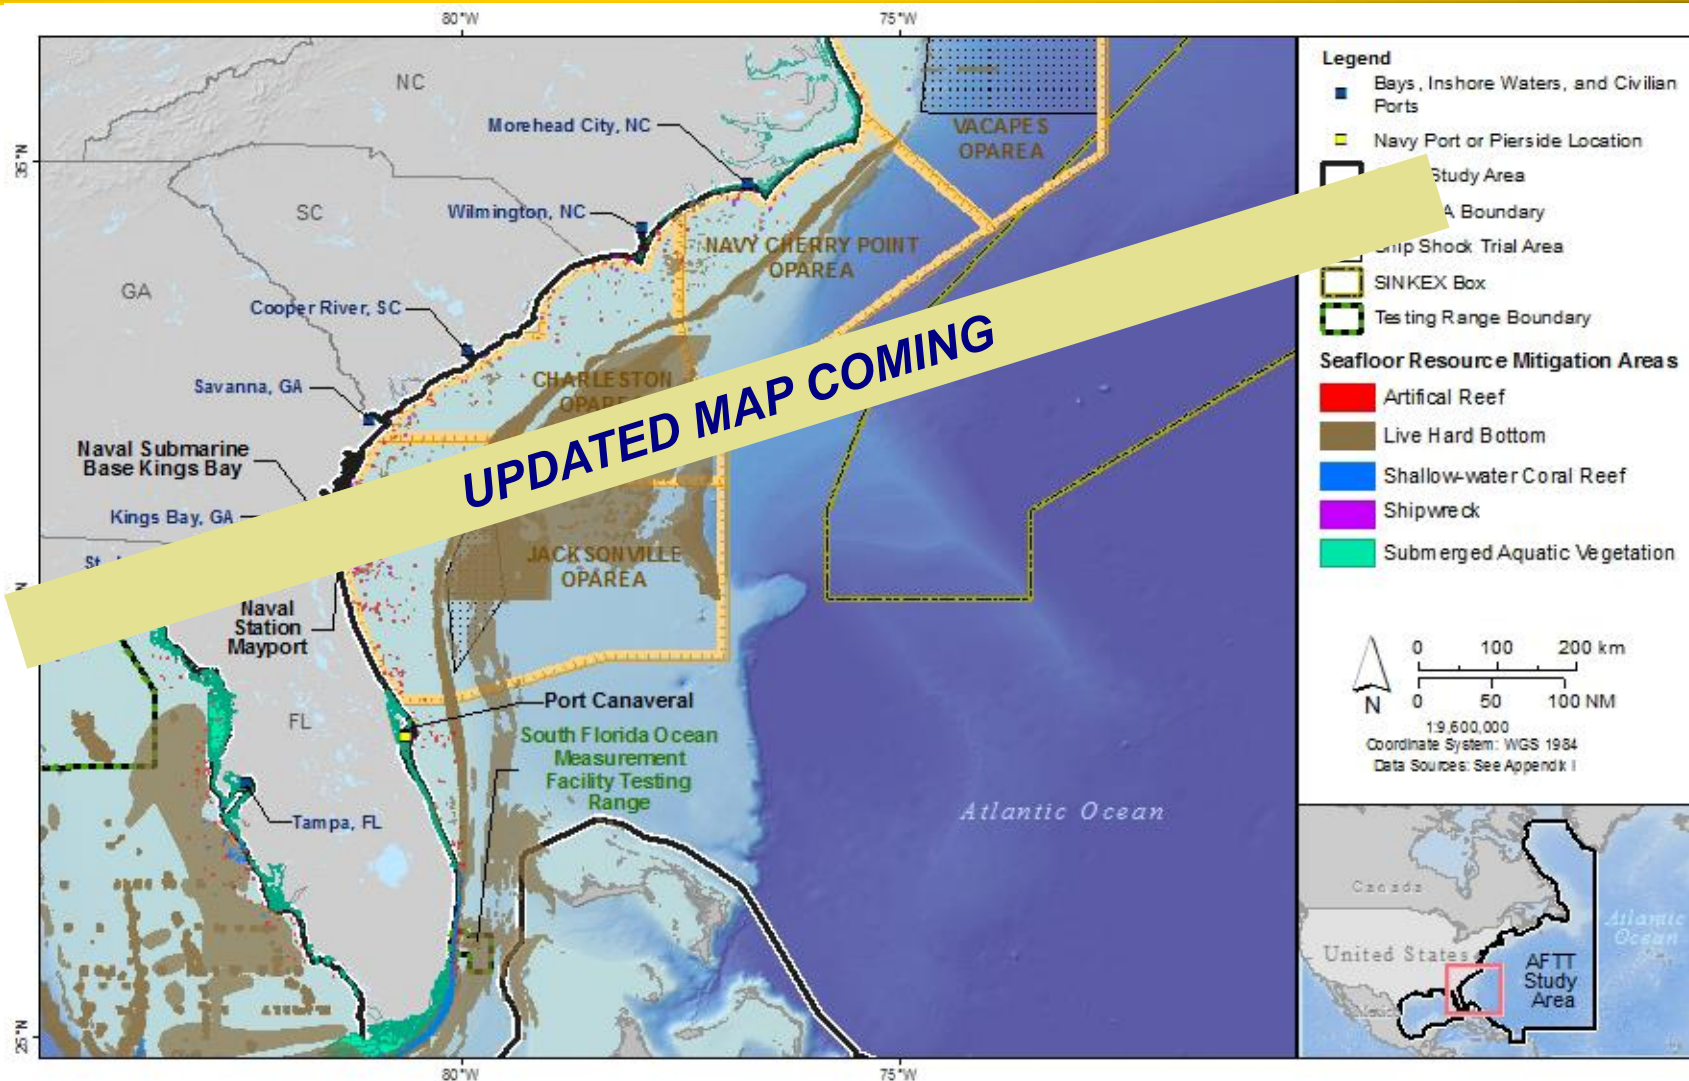 80°W
75°W
NC
Morehead City, NC
VACAPES
OPAREA
35°N
SC
Wilmington, NC
NAVY CHERRY POINT
OPAREA
GA
Cooper River, SC
CHARLESTON
Savanna, GA
UPDATED MAP COMING
Naval Submarine
Base Kings Bay
Kings Bay, GA
JACKSONVILLE
OPAREA
Naval
Station
Mayport
Port Canaveral
FL
South Florida Ocean
Measurement
Facility Testing
Range
Tampa, FL
Atlantic Ocean
25°N
80°W
75°W
Legend
Bays, Inshore Waters, and Civilian
Ports
Navy Port or Pierside Location
Study Area
A Boundary
Ship Shock Trial Area
SINKEX Box
Testing Range Boundary
Seafloor Resource Mitigation Areas
Artifical Reef
Live Hard Bottom
Shallow-water Coral Reef
Shipwreck
Submerged Aquatic Vegetation
0 100 200 km
0 50 100 NM
N
1:9,600,000
Coordinate System: WGS 1984
Data Sources: See Appendix I
Canada
Atlantic
Ocean
United States
AFTT
Study
Area
Mexico